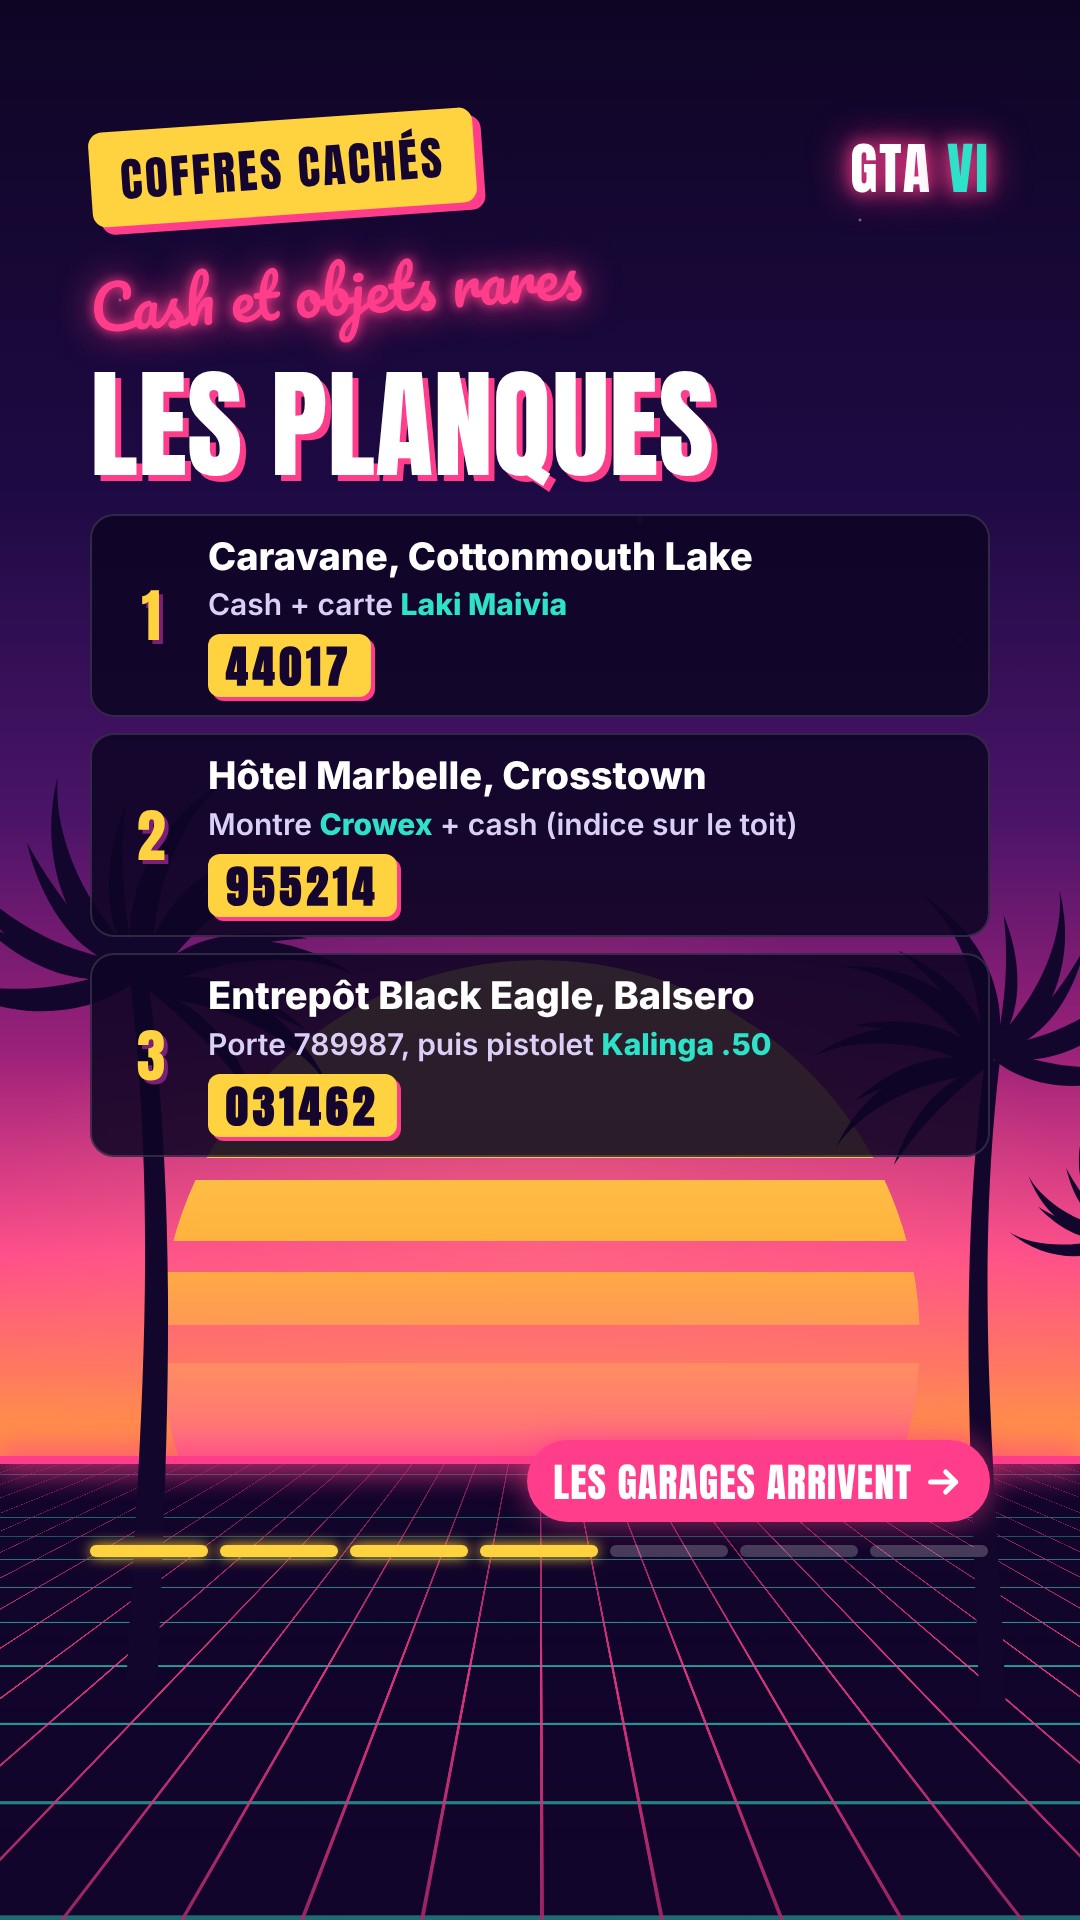 COFFRES CACHÉS
GTA VI
Cash et objets rares
LES PLANQUES
1
Caravane, Cottonmouth Lake
Cash + carte Laki Maivia
44017
2
Hôtel Marbelle, Crosstown
Montre Crowex + cash (indice sur le toit)
955214
3
Entrepôt Black Eagle, Balsero
Porte 789987, puis pistolet Kalinga .50
031462
LES GARAGES ARRIVENT →